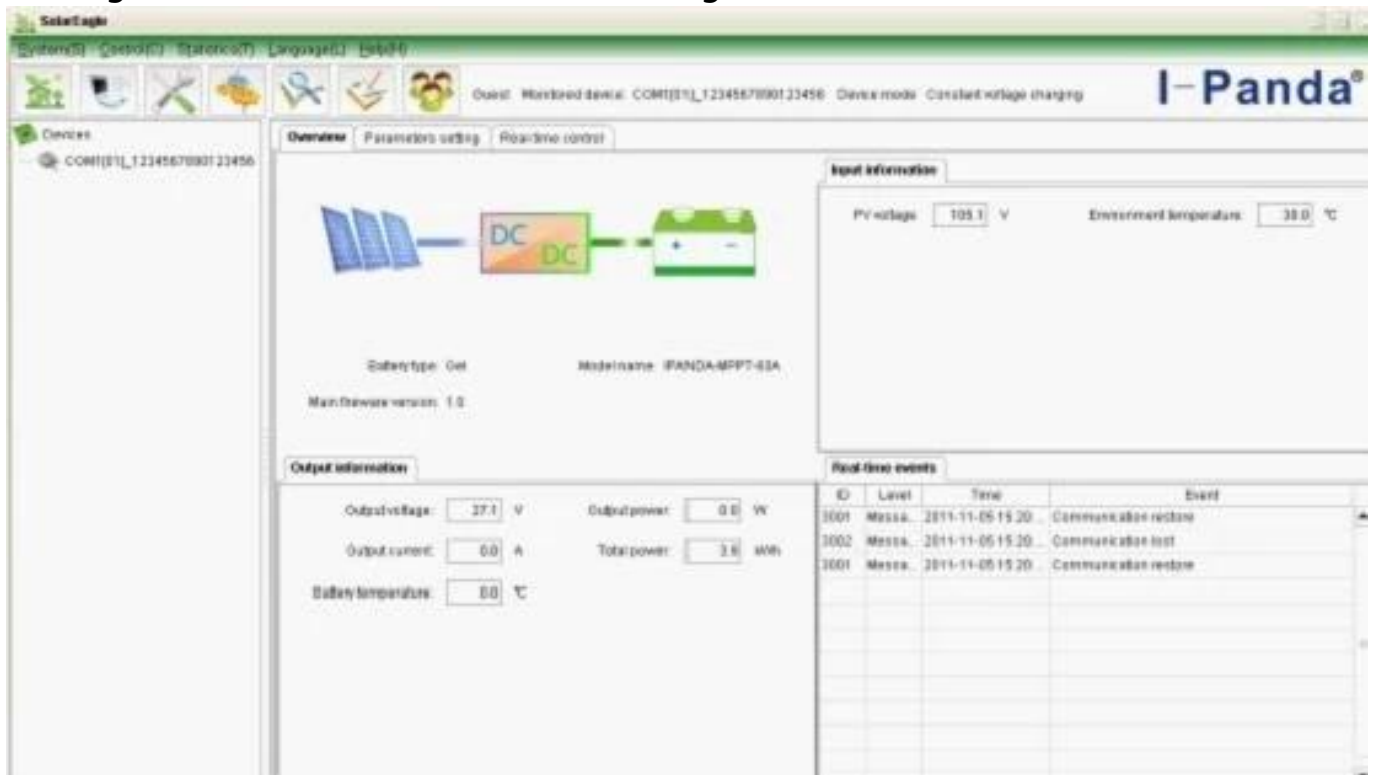 SolarEagle
System(S) Control(C) Statistics(T) Language(L) Help(H)
Guest Monitored device: COM1[01]_1234567890123456 Device mode Constant voltage charging
I-Panda®
Devices
COM1[01]_1234567890123456
Overview Parameters setting Real-time control
Input information
PV voltage 105.1 V Environment temperature 30.0 ℃
DC
DC
+ -
Battery type: Gel Model name: IPANDA-MPPT-60A
Main firmware version: 1.0
Output information
Output voltage: 27.1 V Output power: 0.0 W
Output current: 0.0 A Total power: 3.6 kWh
Battery temperature: 0.0 ℃
Real-time events
ID Level Time Event
3001 Messa... 2011-11-05 15:20... Communication restore
3002 Messa... 2011-11-05 15:20... Communication lost
3001 Messa... 2011-11-05 15:20... Communication restore